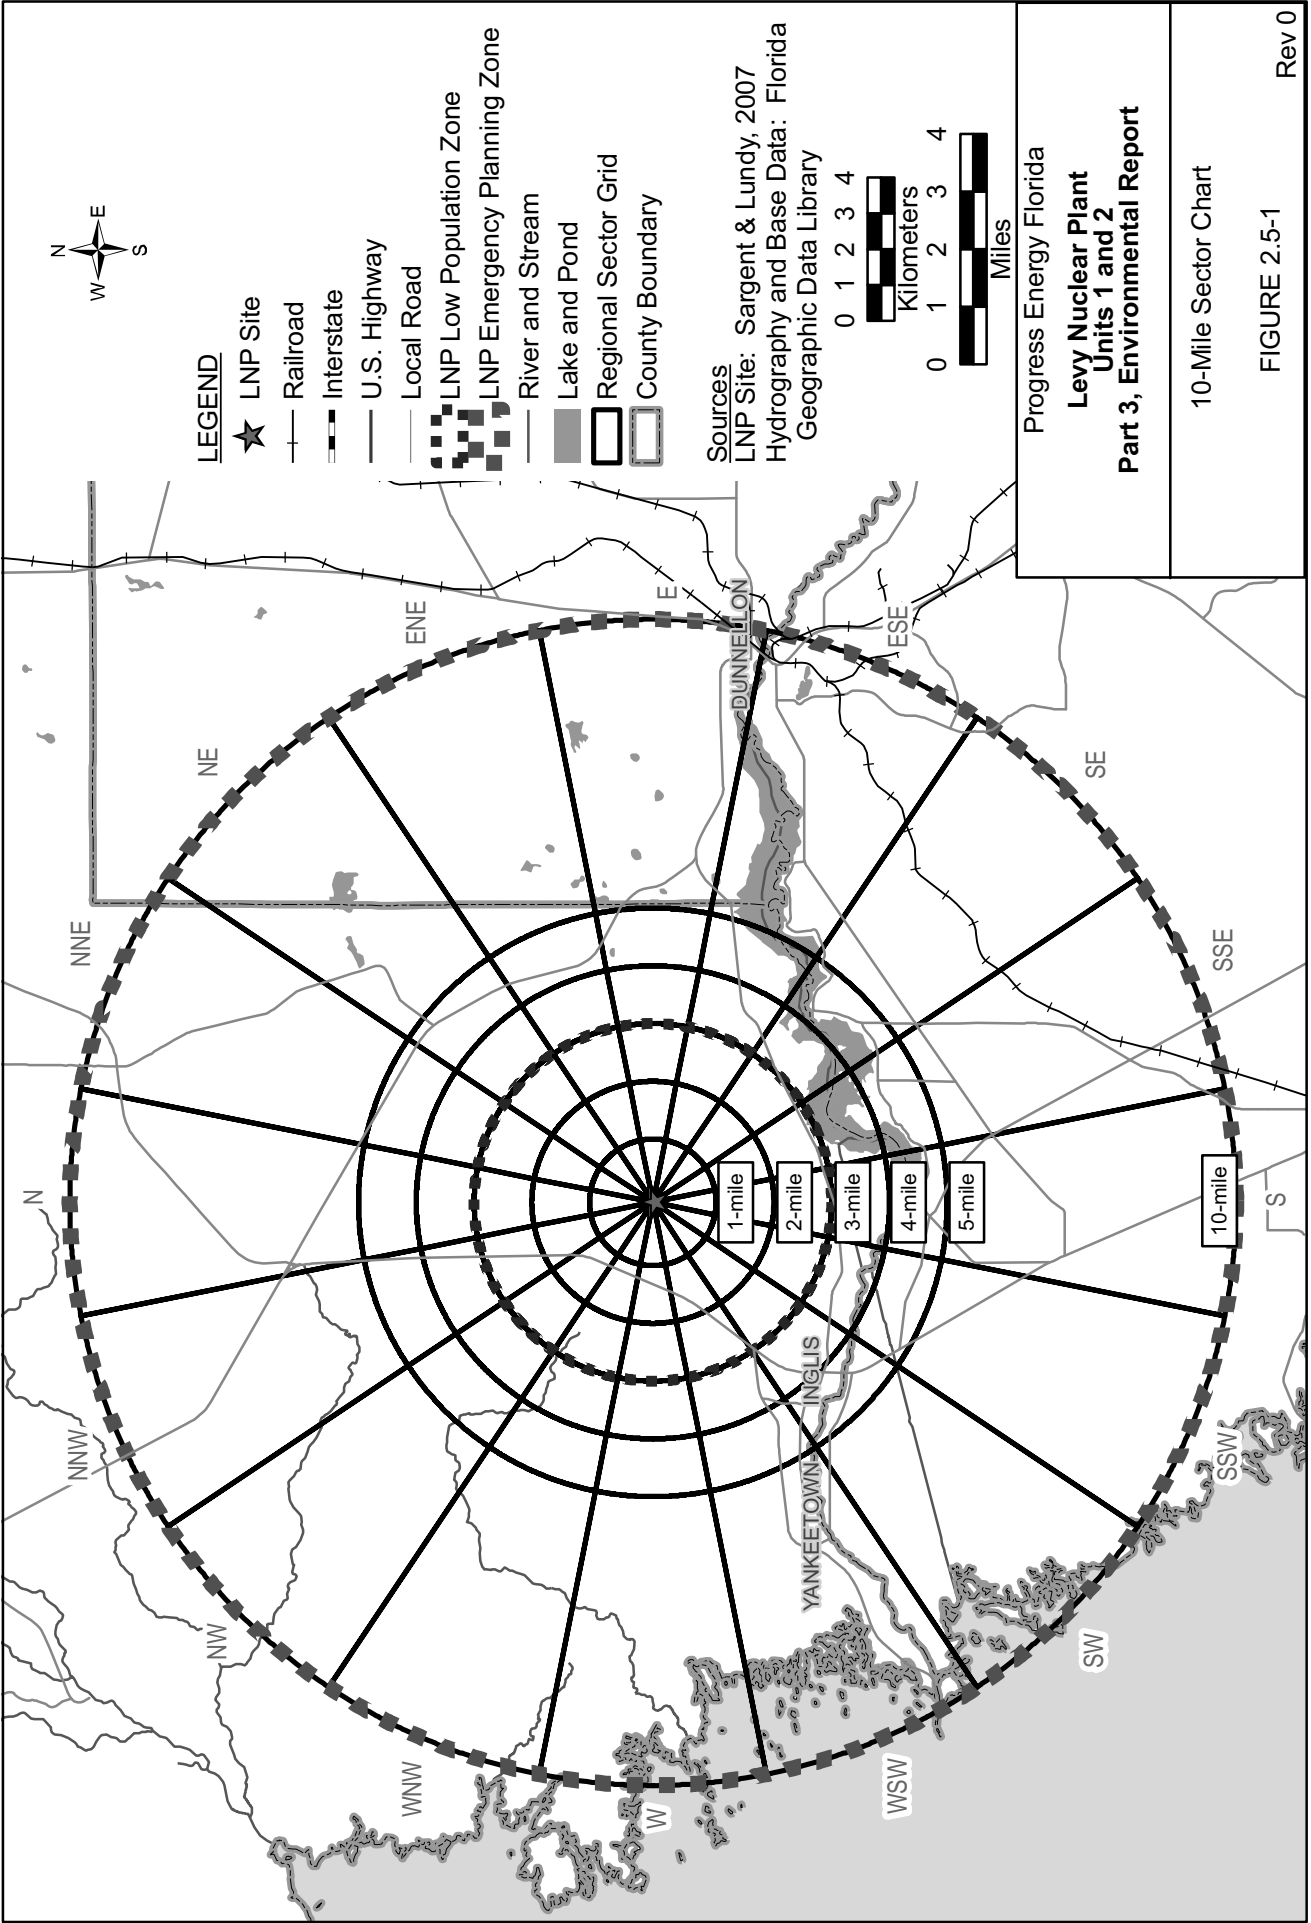 N
NNE
NE
ENE
E
ESE
SE
SSE
S
SSW
SW
WSW
W
WNW
NW
NNW
DUNNELLON
INGLIS
YANKEETOWN
1-mile
2-mile
3-mile
4-mile
5-mile
10-mile
N
W
E
S
LEGEND
LNP Site
Railroad
Interstate
U.S. Highway
Local Road
LNP Low Population Zone
LNP Emergency Planning Zone
River and Stream
Lake and Pond
Regional Sector Grid
County Boundary
Sources
LNP Site: Sargent & Lundy, 2007
Hydrography and Base Data: Florida
Geographic Data Library
0 1 2 3 4
Kilometers
0 1 2 3 4
Miles
Progress Energy Florida
Levy Nuclear Plant
Units 1 and 2
Part 3, Environmental Report
10-Mile Sector Chart
FIGURE 2.5-1
Rev 0